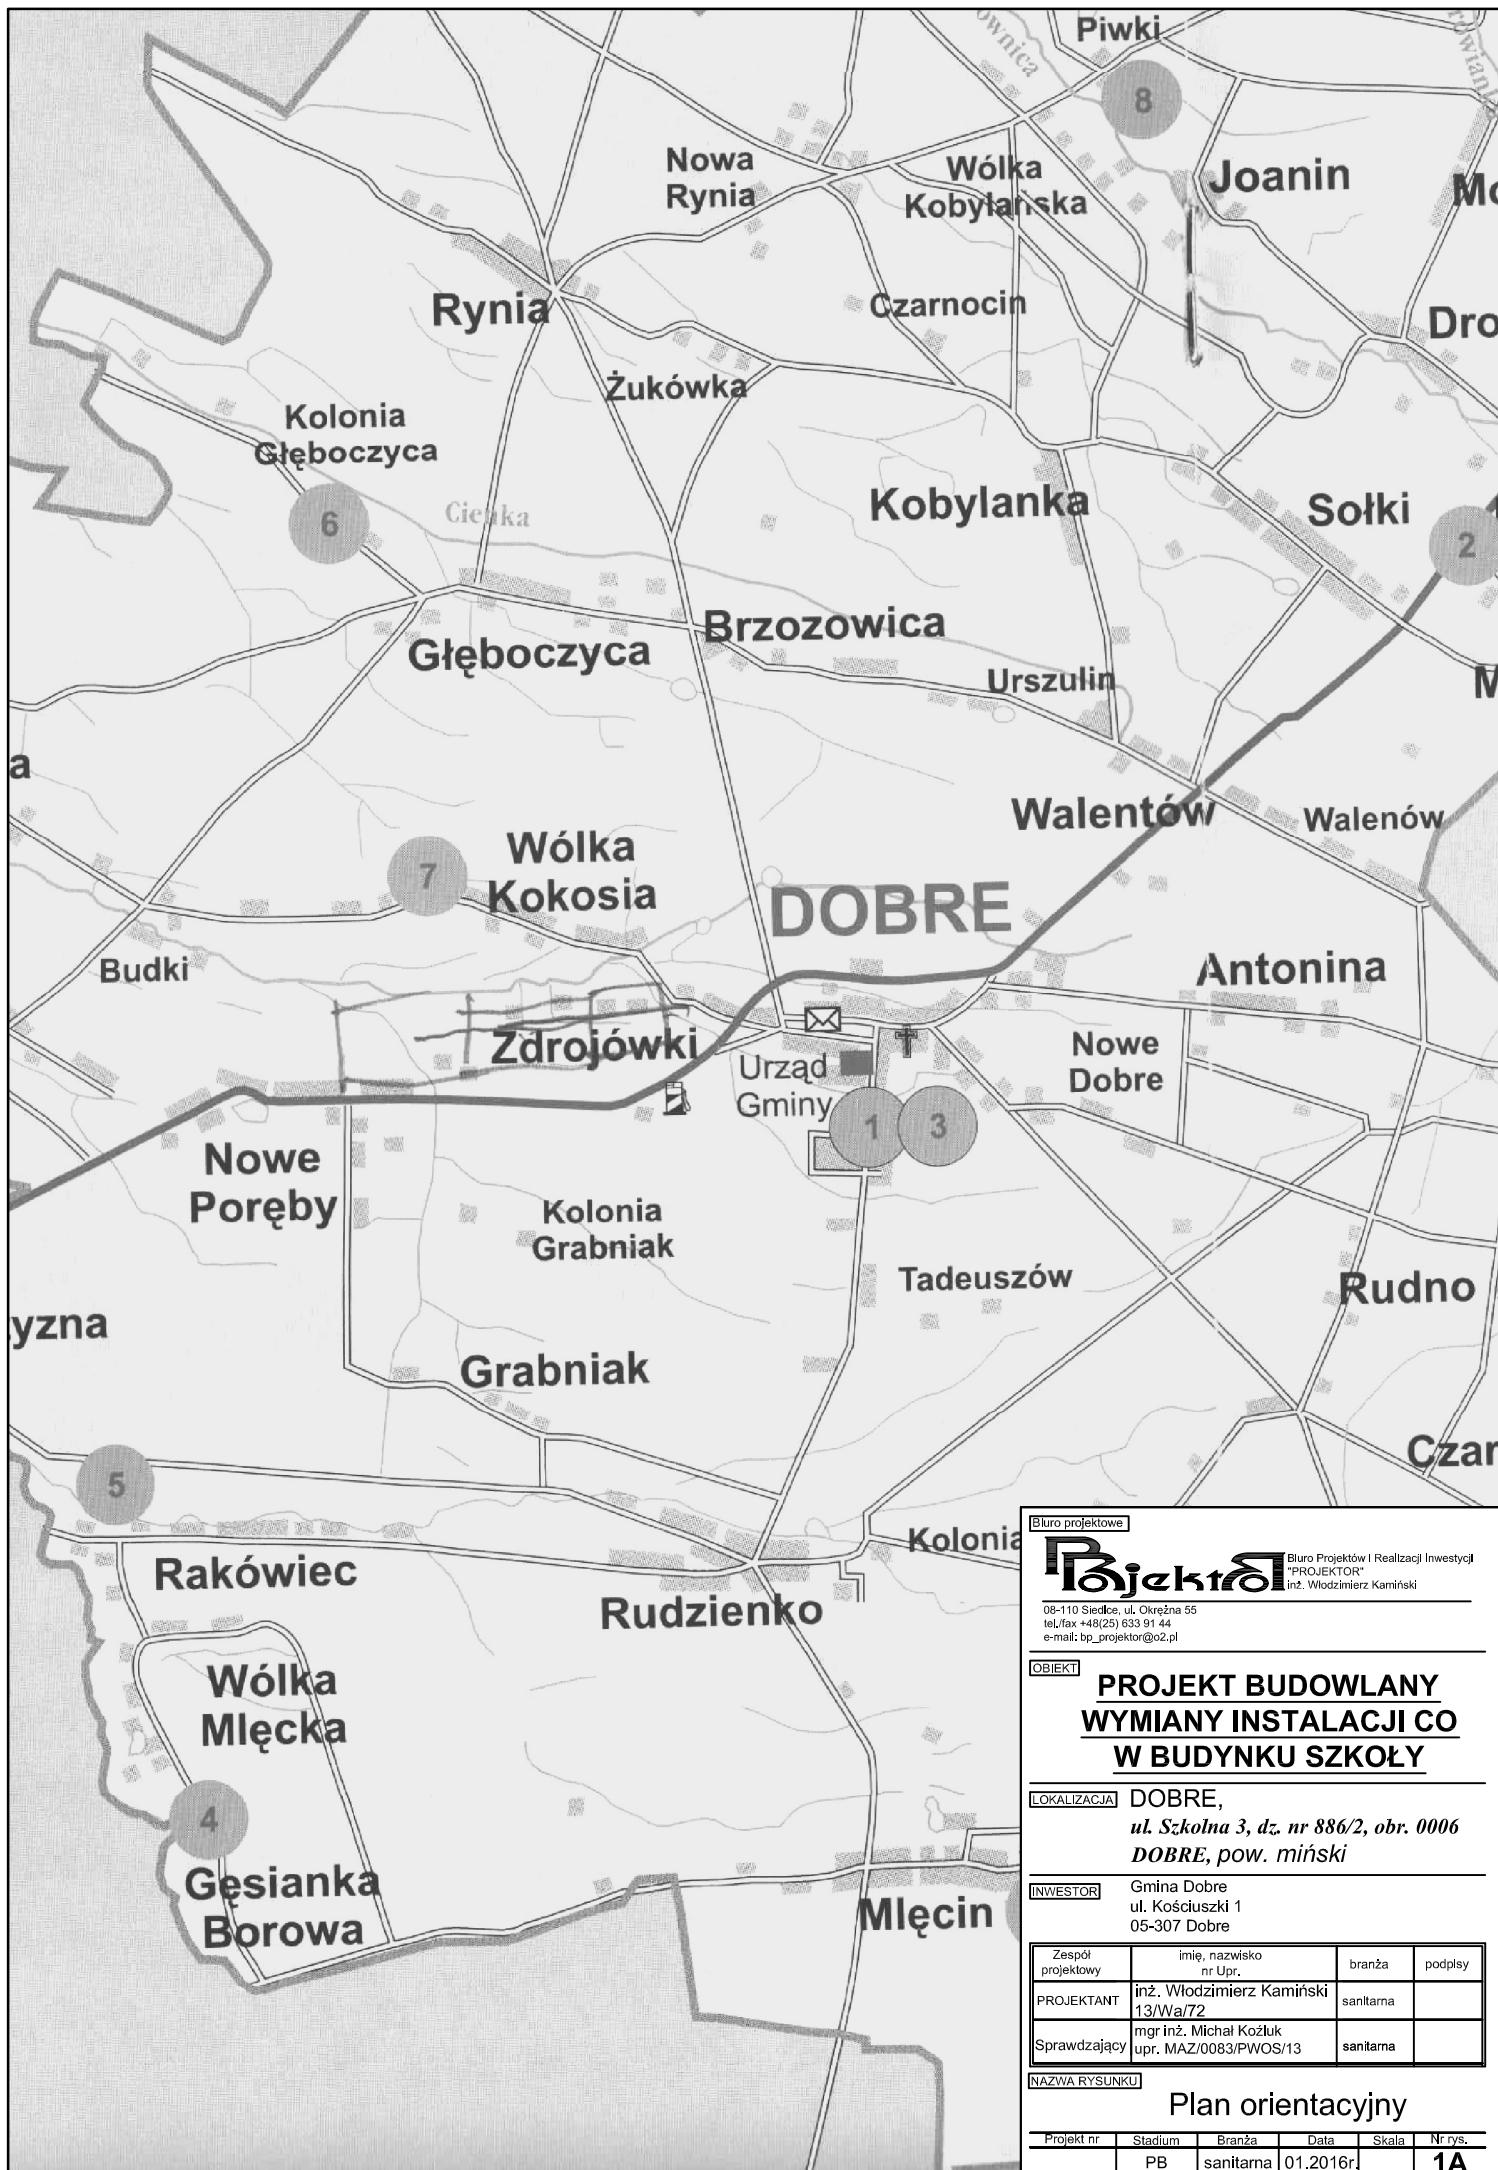 Piwki
ownica
rowianka
8
Nowa
Rynia
Wólka
Kobylańska
Joanin
Mo
Rynia
Czarnocin
Dro
Żukówka
Kolonia
Głęboczyca
6
Cienka
Kobylanka
Sołki
2
Głęboczyca
Brzozowica
Urszulin
M
a
Walentów
Walenów
7
Wólka
Kokosia
DOBRE
Budki
Antonina
Zdrojówki
Urząd
Gminy
Nowe
Dobre
1
3
Nowe
Poręby
Kolonia
Grabniak
Tadeuszów
Rudno
yzna
Grabniak
Czar
5
Rakówiec
Kolonia
Rudzienko
Wólka
Mlęcka
4
Gęsianka
Borowa
Mlęcin
Biuro projektowe
Projektor
Biuro Projektów i Realizacji Inwestycji
"PROJEKTOR"
inż. Włodzimierz Kamiński
08-110 Siedlce, ul. Okrężna 55
tel./fax +48(25) 633 91 44
e-mail: bp_projektor@o2.pl
OBIEKT
PROJEKT BUDOWLANY
WYMIANY INSTALACJI CO
W BUDYNKU SZKOŁY
LOKALIZACJA DOBRE,
ul. Szkolna 3, dz. nr 886/2, obr. 0006
DOBRE, pow. miński
INWESTOR Gmina Dobre
ul. Kościuszki 1
05-307 Dobre
Zespół projektowy imię, nazwisko nr Upr. branża podpisy
PROJEKTANT inż. Włodzimierz Kamiński 13/Wa/72 sanitarna
Sprawdzający mgr inż. Michał Koźluk upr. MAZ/0083/PWOS/13 sanitarna
NAZWA RYSUNKU
Plan orientacyjny
Projekt nr Stadium Branża Data Skala Nr rys.
PB sanitarna 01.2016r. 1A